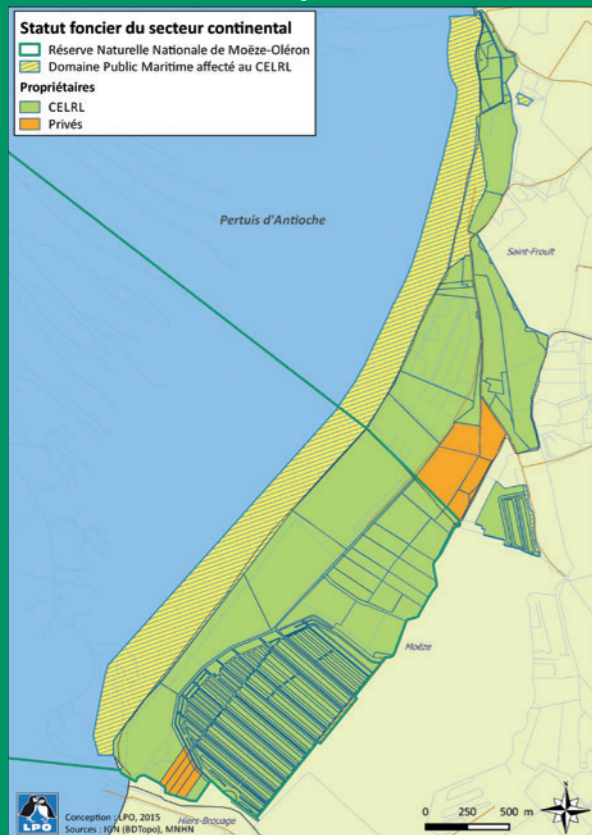 Statut foncier du secteur continental
Réserve Naturelle Nationale de Moëze-Oléron
Domaine Public Maritime affecté au CELRL
Propriétaires
CELRL
Privés
Pertuis d'Antioche
Saint-Froult
Moëze
Hiers-Brouage
LPO
Conception : LPO, 2015
Sources : IGN (BDTopo), MNHN
0 250 500 m
N